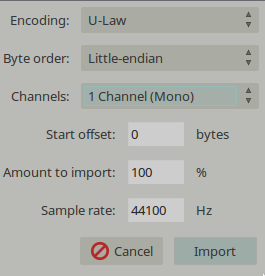 Encoding: U-Law
Byte order: Little-endian
Channels: 1 Channel (Mono)
Start offset: 0 bytes
Amount to import: 100 %
Sample rate: 44100 Hz
Cancel Import